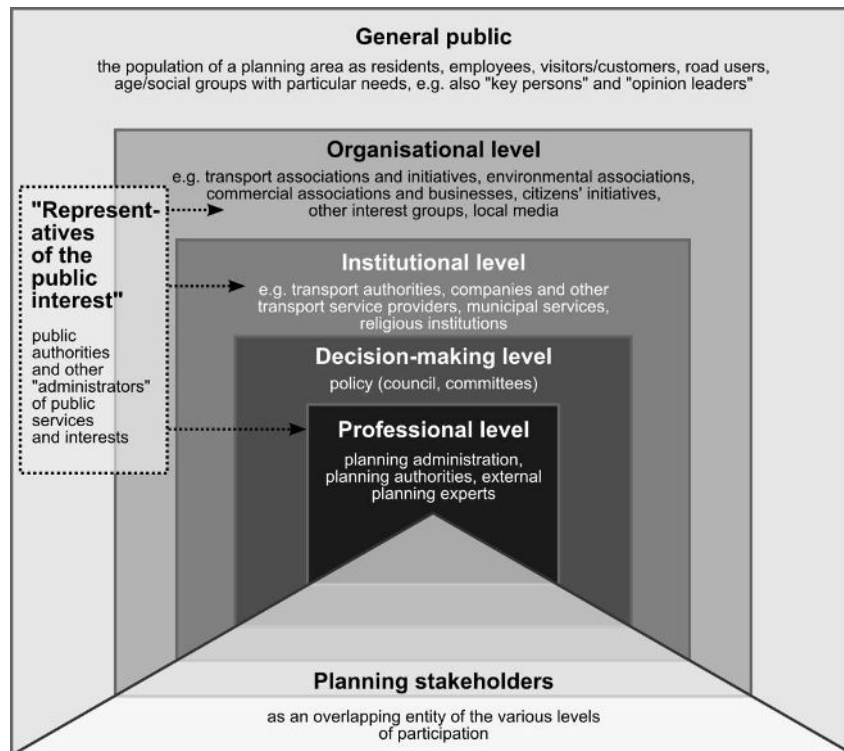 General public
the population of a planning area as residents, employees, visitors/customers, road users,
age/social groups with particular needs, e.g. also "key persons" and "opinion leaders"
Organisational level
e.g. transport associations and initiatives, environmental associations,
commercial associations and businesses, citizens' initiatives,
other interest groups, local media
"Represent-
atives
of the
public
interest"
public
authorities
and other
"administrators"
of public
services
and interests
Institutional level
e.g. transport authorities, companies and other
transport service providers, municipal services,
religious institutions
Decision-making level
policy (council, committees)
Professional level
planning administration,
planning authorities, external
planning experts
Planning stakeholders
as an overlapping entity of the various levels
of participation